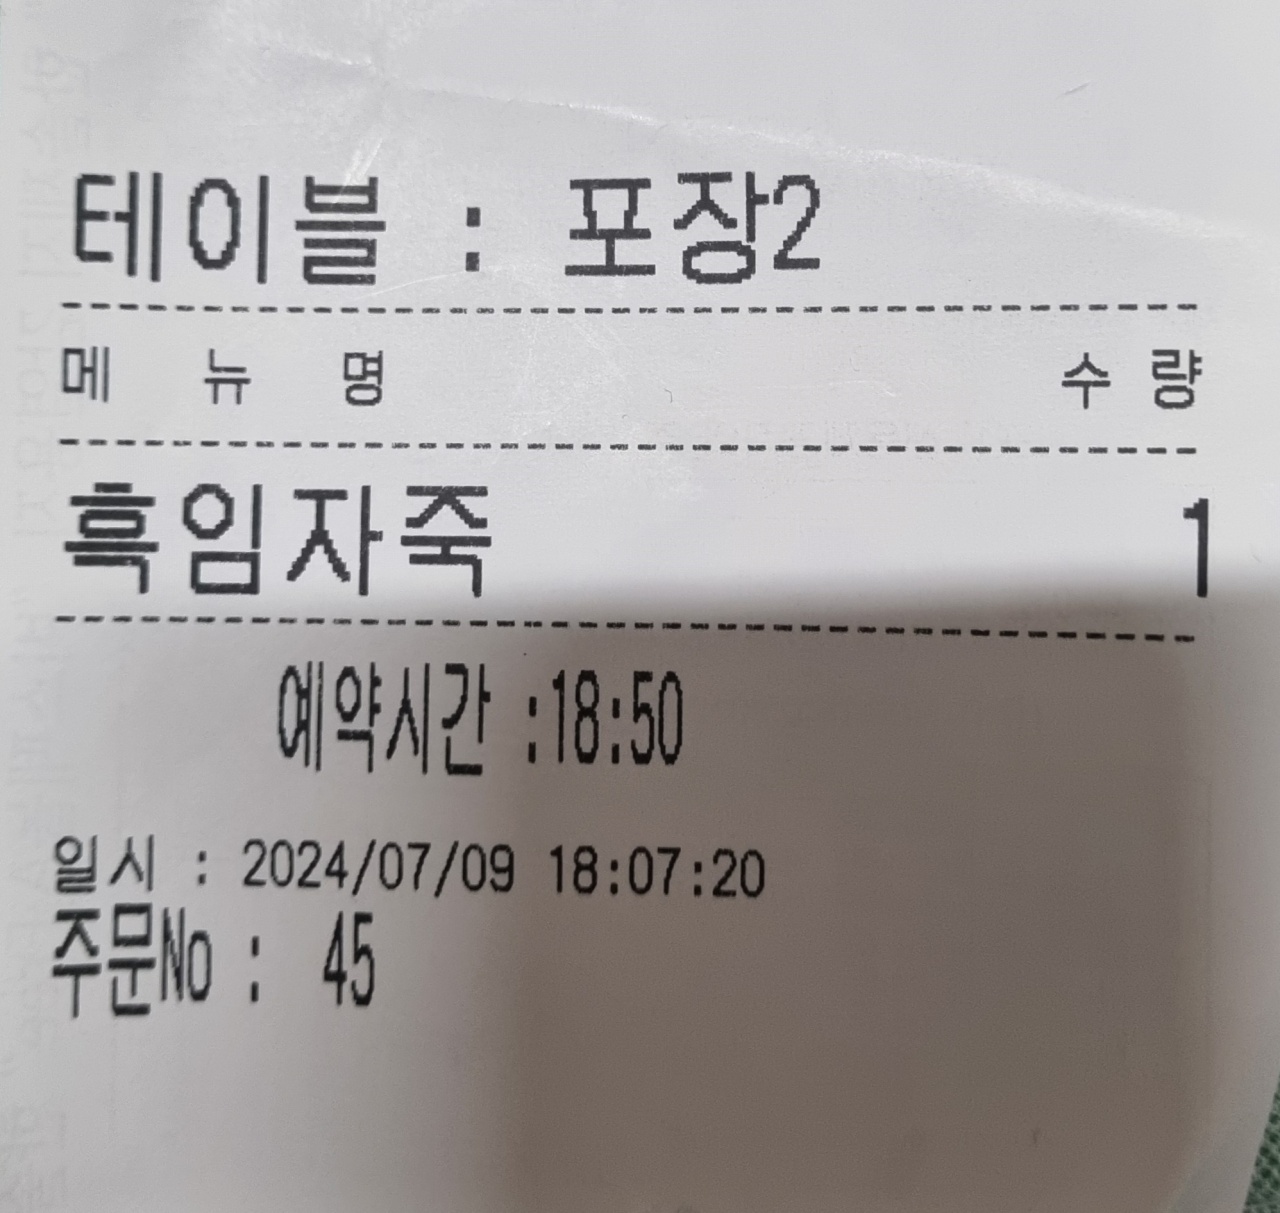 테이블 : 포장2
메 뉴 명 수 량
흑임자죽 1
예약시간 :18:50
일시 : 2024/07/09 18:07:20
주문No : 45